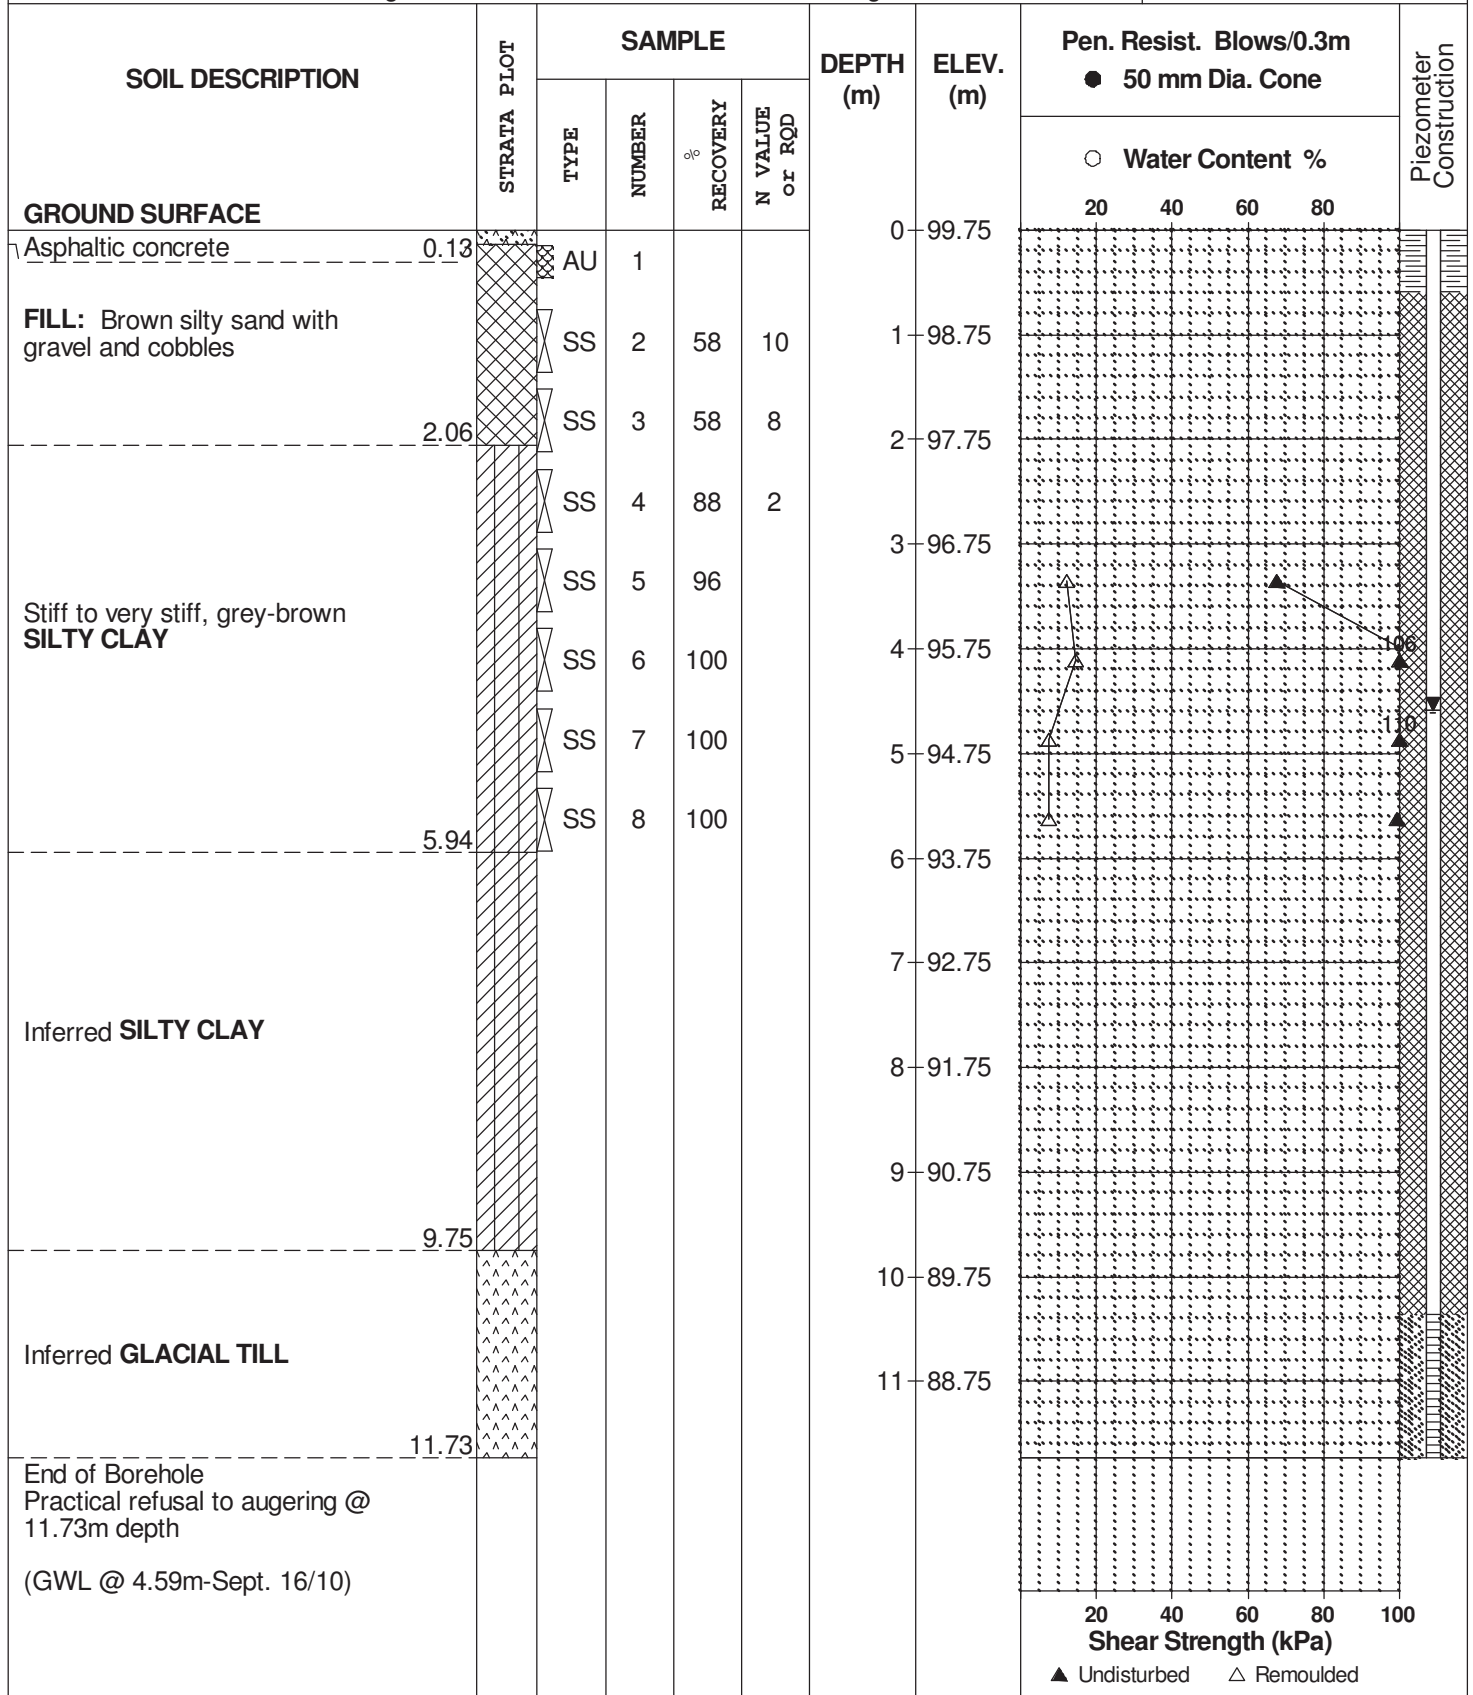 SOIL DESCRIPTION
GROUND SURFACE
STRATA PLOT
SAMPLE
TYPE
NUMBER
%
RECOVERY
N VALUE
or RQD
DEPTH
(m)
ELEV.
(m)
Pen. Resist. Blows/0.3m
● 50 mm Dia. Cone
○ Water Content %
20 40 60 80
Piezometer
Construction
0 99.75
Asphaltic concrete 0.13
AU 1
FILL: Brown silty sand with
gravel and cobbles
SS 2 58 10
1 98.75
SS 3 58 8
2.06
2 97.75
SS 4 88 2
3 96.75
SS 5 96
Stiff to very stiff, grey-brown
SILTY CLAY
4 95.75
106
SS 6 100
110
SS 7 100
5 94.75
SS 8 100
5.94
6 93.75
7 92.75
Inferred SILTY CLAY
8 91.75
9 90.75
9.75
10 89.75
Inferred GLACIAL TILL
11 88.75
11.73
End of Borehole
Practical refusal to augering @
11.73m depth
(GWL @ 4.59m-Sept. 16/10)
20 40 60 80 100
Shear Strength (kPa)
▲ Undisturbed △ Remoulded